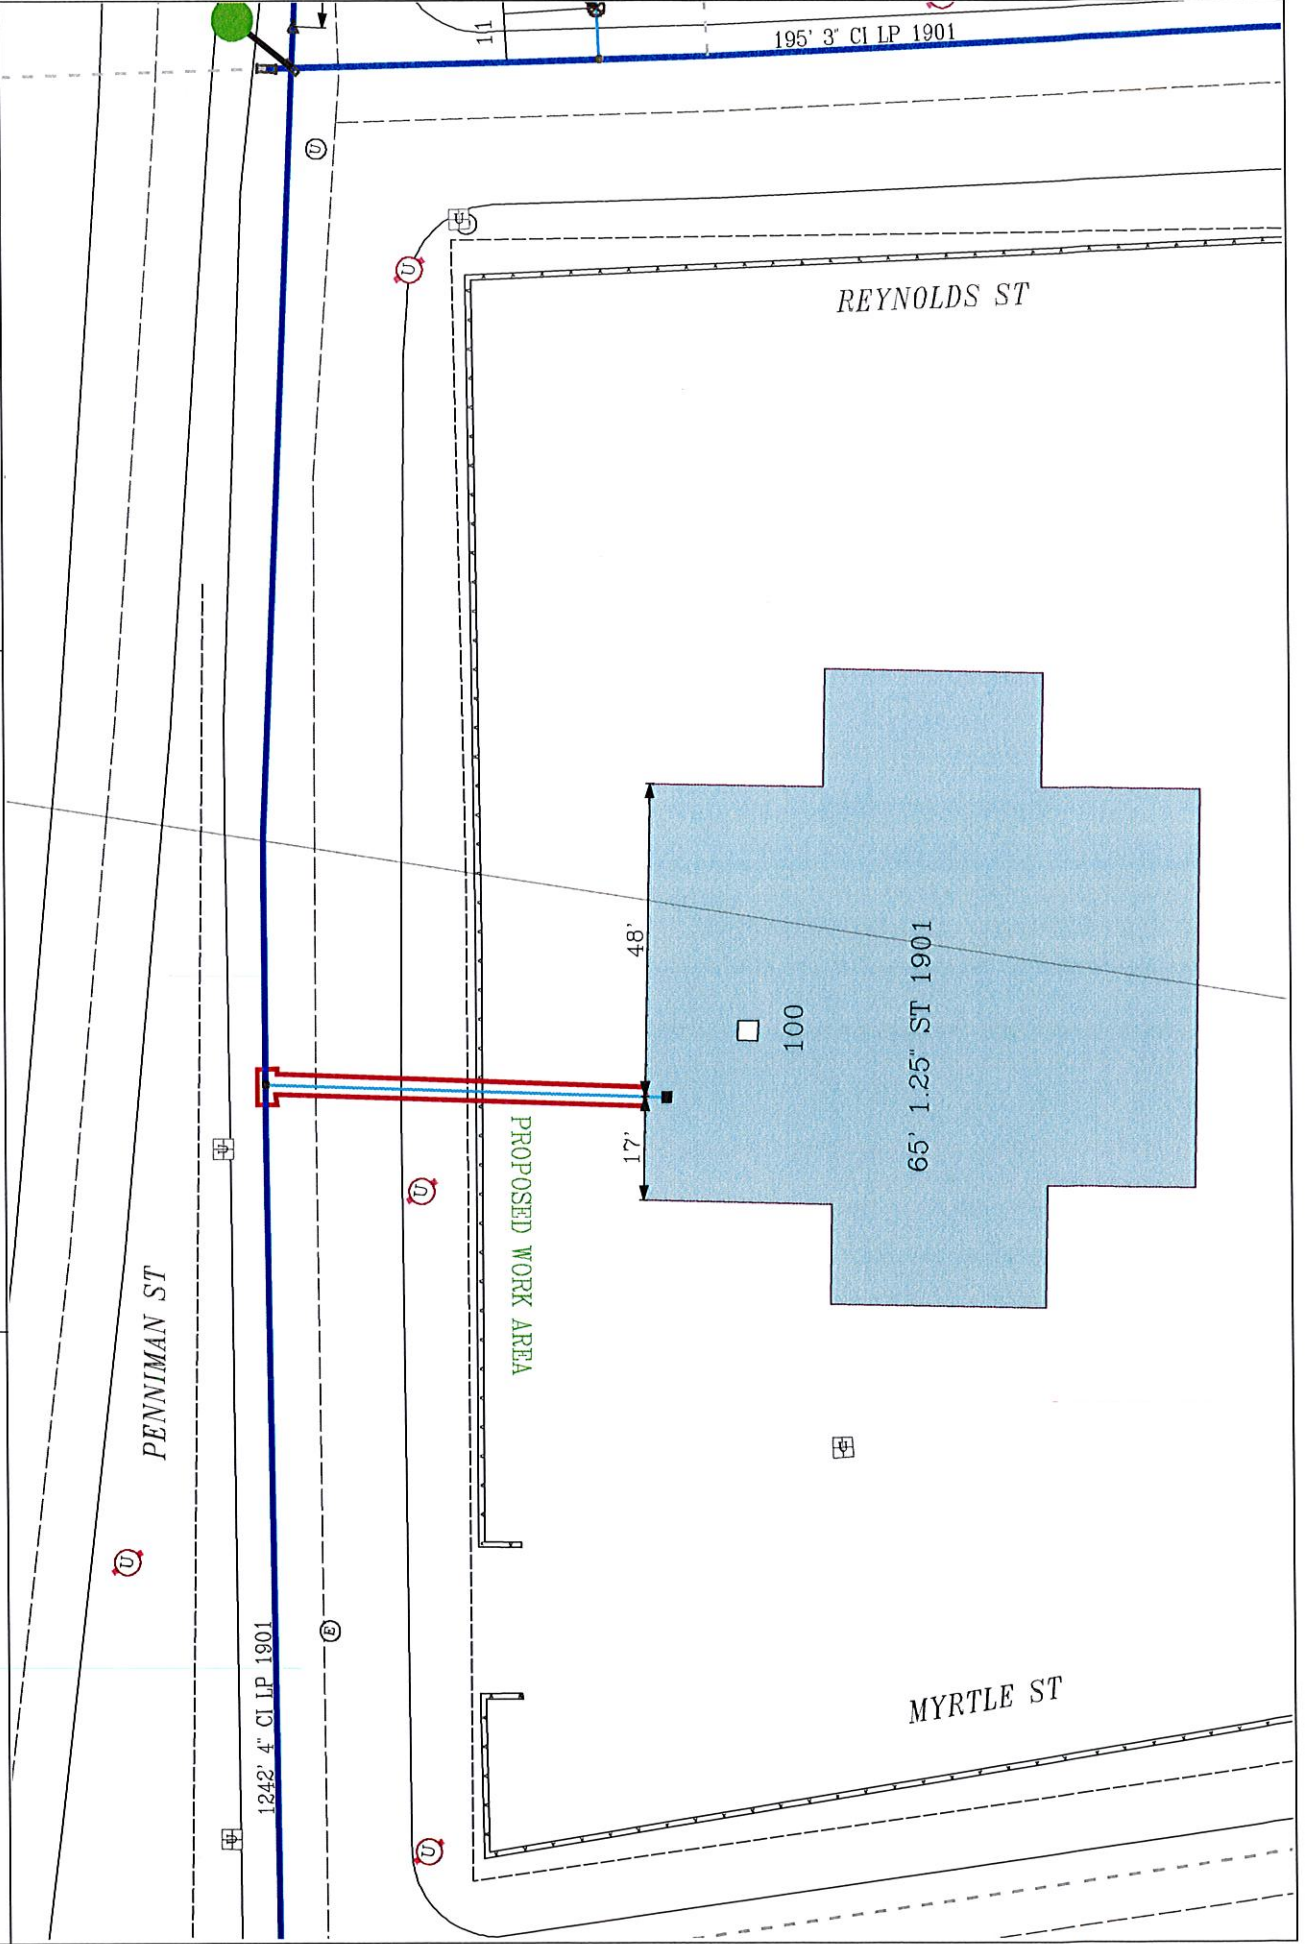 11
195' 3" CI LP 1901
U
U
U
U
REYNOLDS ST
48'
100
65' 1.25" ST 1901
17'
U
U
PROPOSED WORK AREA
PENNIMAN ST
U
U
E
1242' 4" CI LP 1901
MYRTLE ST
U
U